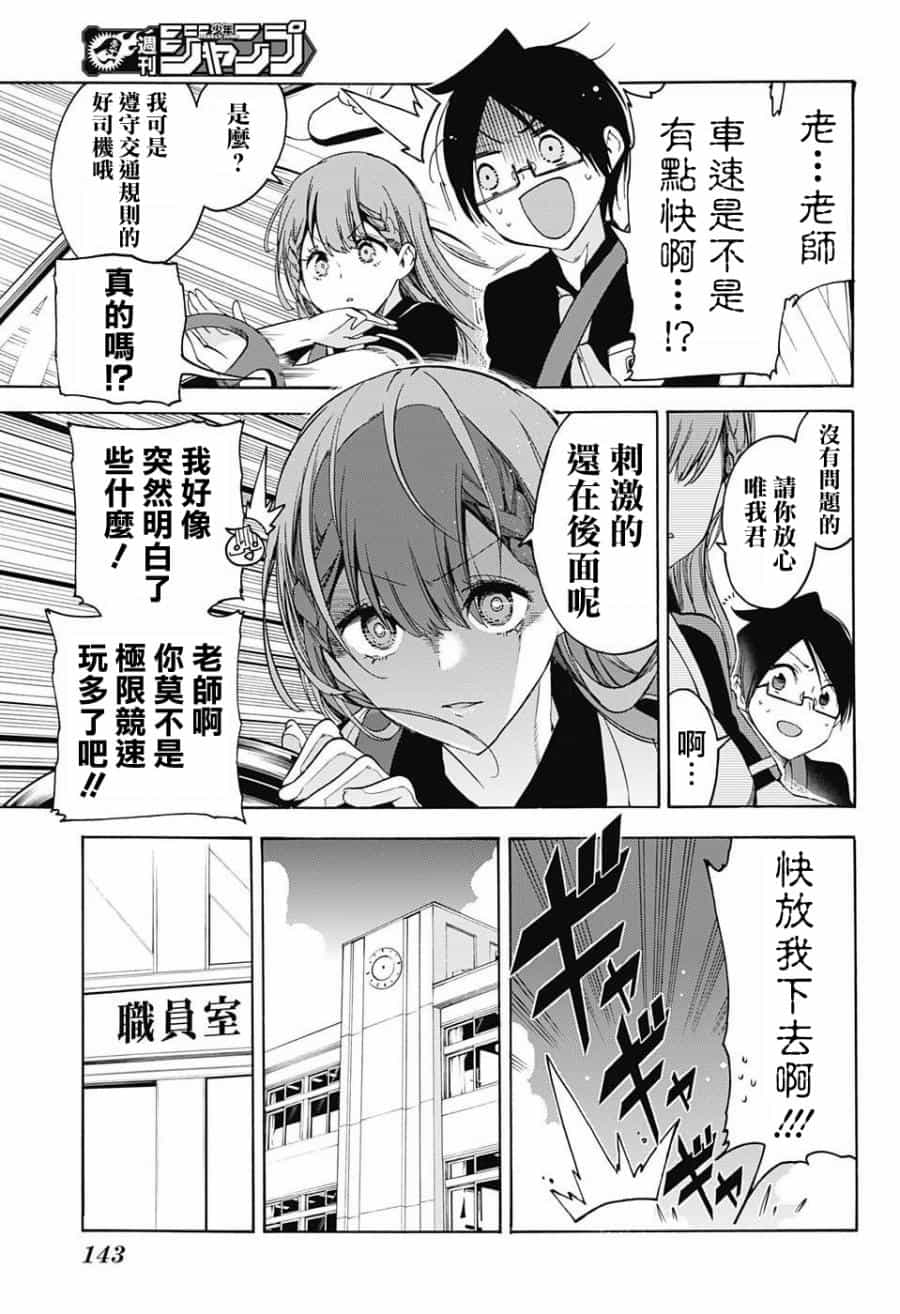 週刊
少年
ジャンプ
老…老師
車速是不是
有點快啊…!?
是麼?
我可是
遵守交通規則的
好司機哦
真的嗎!?
沒有問題的
請你放心
唯我君
啊…
刺激的
還在後面呢
我好像
突然明白了
些什麼!
老師啊
你莫不是
極限競速
玩多了吧!!
快放我下去啊!!!
ギギャ
ギャギャ
職員室
143